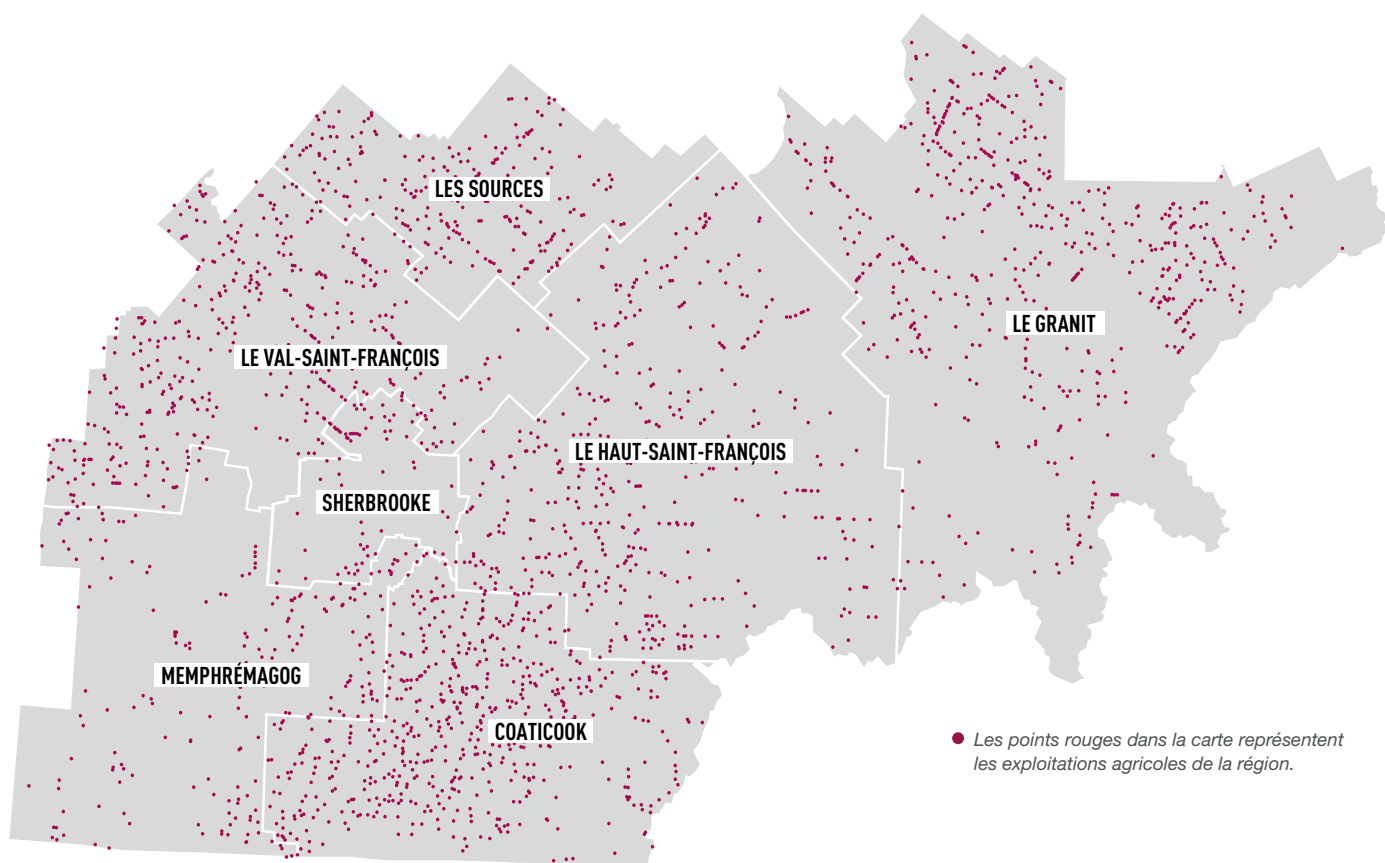 LES SOURCES
LE GRANIT
LE VAL-SAINT-FRANÇOIS
LE HAUT-SAINT-FRANÇOIS
SHERBROOKE
MEMPHRÉMAGOG
COATICOOK
Les points rouges dans la carte représentent
les exploitations agricoles de la région.